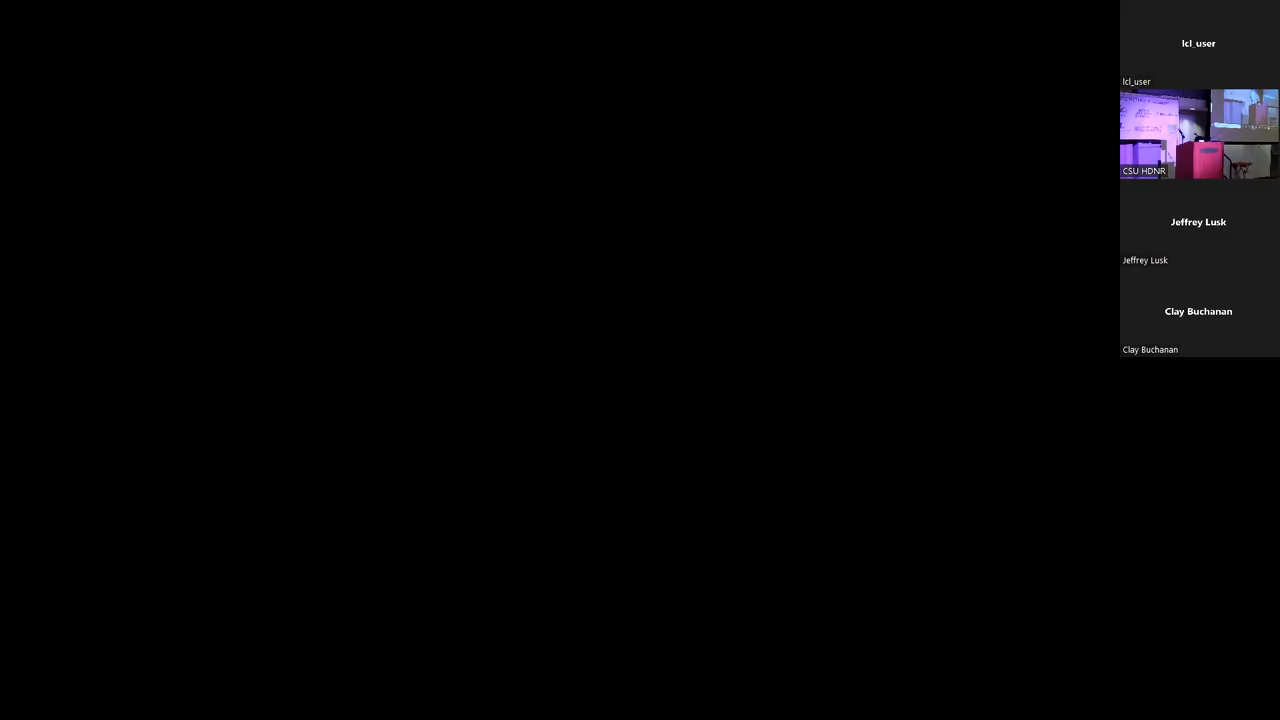 lcl_user
lcl_user
CSU HDNR
Jeffrey Lusk
Jeffrey Lusk
Clay Buchanan
Clay Buchanan